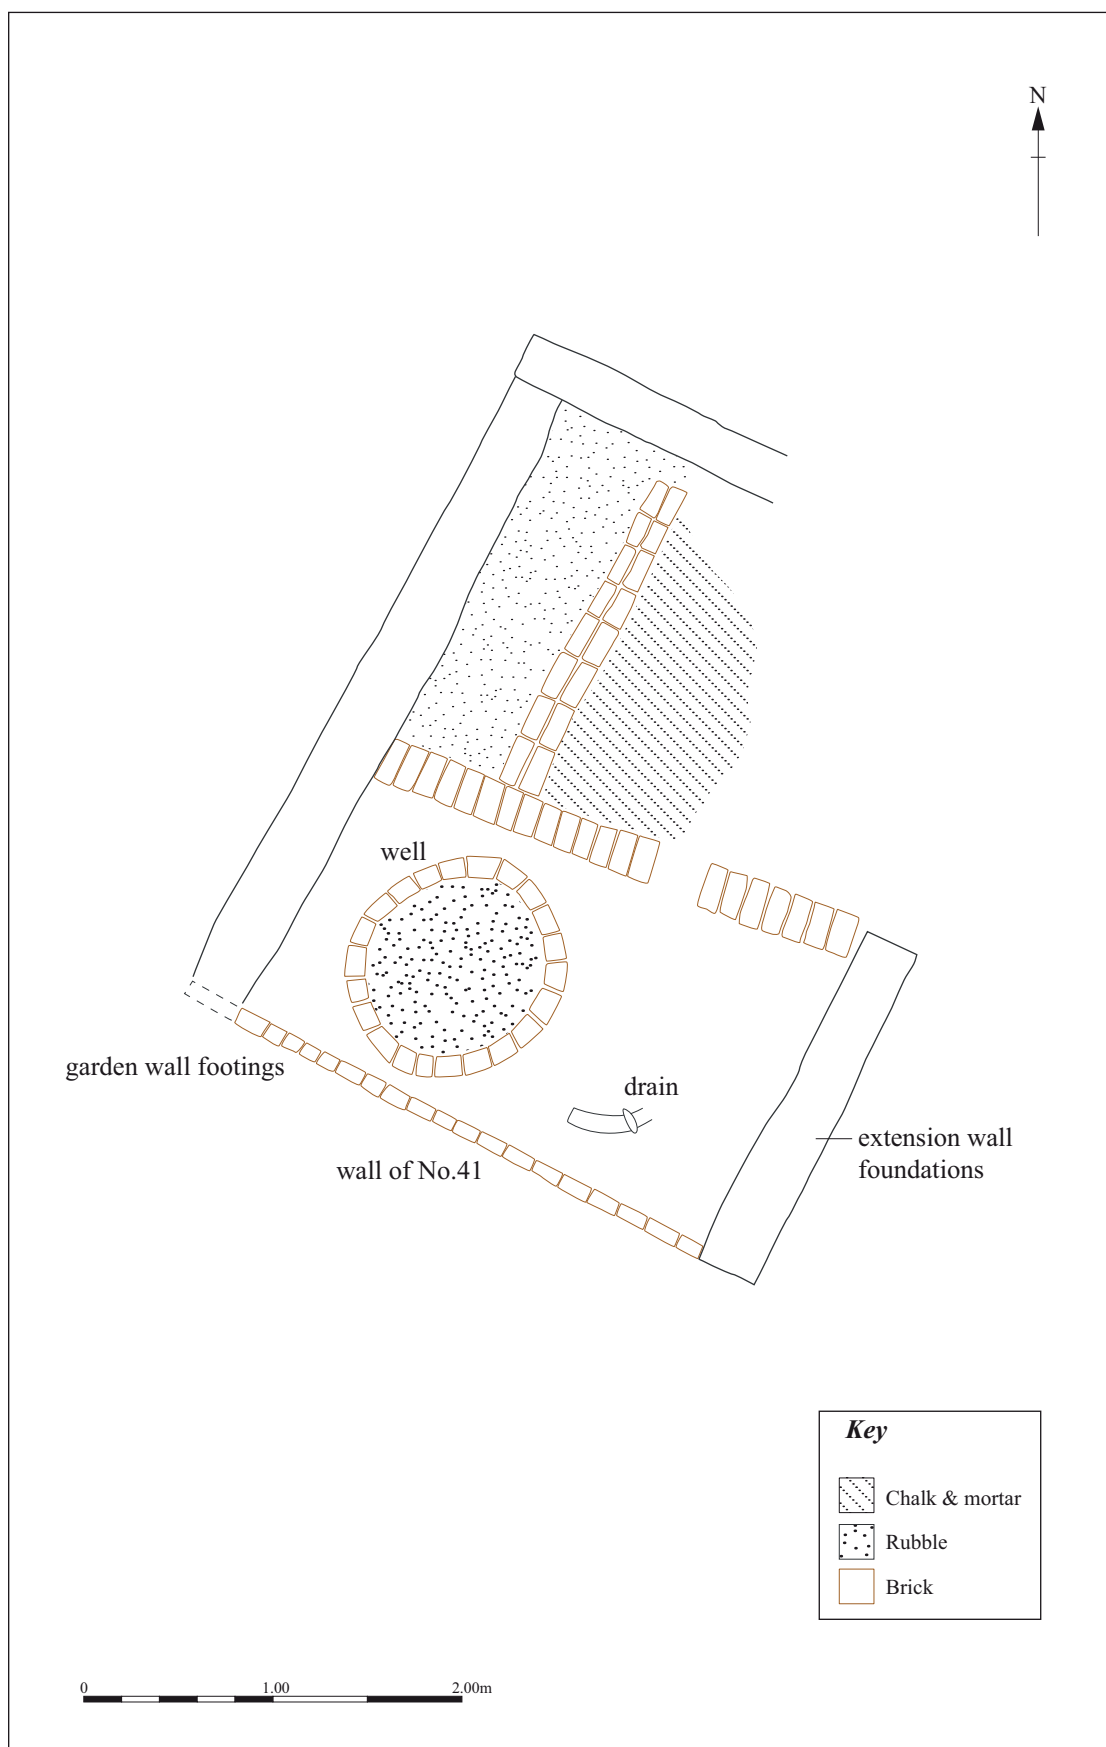 N
well
garden wall footings
drain
extension wall
foundations
wall of No.41
Key
Chalk & mortar
Rubble
Brick
0 1.00 2.00m